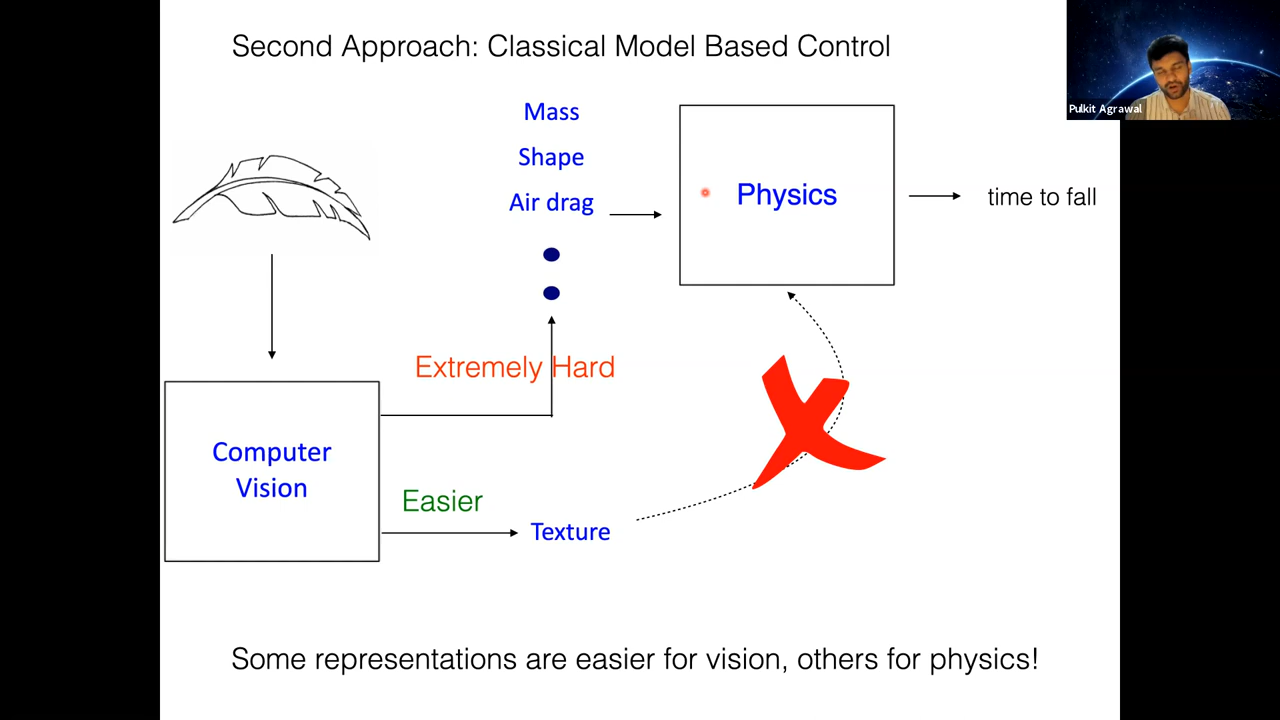 Second Approach: Classical Model Based Control
Pulkit Agrawal
Mass
Shape
Air drag
Physics
time to fall
Extremely Hard
Computer
Vision
Easier
Texture
Some representations are easier for vision, others for physics!